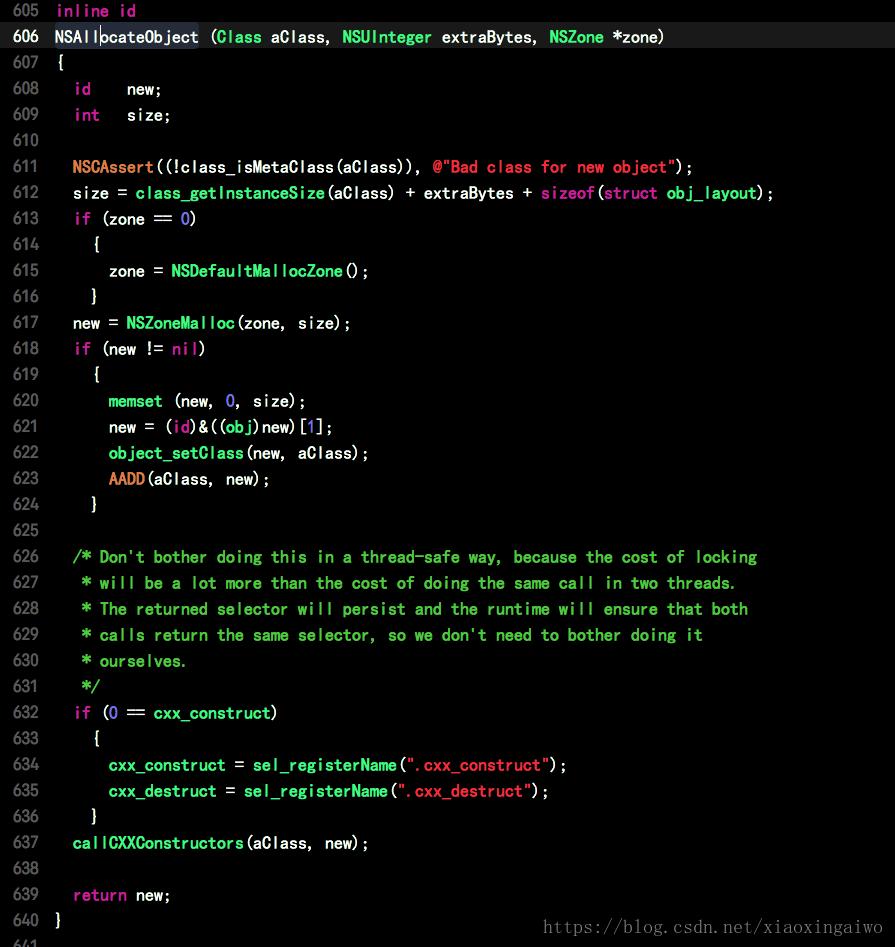 605 inline id
606 NSAllocateObject (Class aClass, NSUInteger extraBytes, NSZone *zone)
607 {
608   id    new;
609   int   size;
610
611   NSCAssert((!class_isMetaClass(aClass)), @"Bad class for new object");
612   size = class_getInstanceSize(aClass) + extraBytes + sizeof(struct obj_layout);
613   if (zone == 0)
614     {
615       zone = NSDefaultMallocZone();
616     }
617   new = NSZoneMalloc(zone, size);
618   if (new != nil)
619     {
620       memset (new, 0, size);
621       new = (id)&((obj)new)[1];
622       object_setClass(new, aClass);
623       AADD(aClass, new);
624     }
625
626   /* Don't bother doing this in a thread-safe way, because the cost of locking
627    * will be a lot more than the cost of doing the same call in two threads.
628    * The returned selector will persist and the runtime will ensure that both
629    * calls return the same selector, so we don't need to bother doing it
630    * ourselves.
631    */
632   if (0 == cxx_construct)
633     {
634       cxx_construct = sel_registerName(".cxx_construct");
635       cxx_destruct = sel_registerName(".cxx_destruct");
636     }
637   callCXXConstructors(aClass, new);
638
639   return new;
640 }
641
https://blog.csdn.net/xiaoxingaiwo